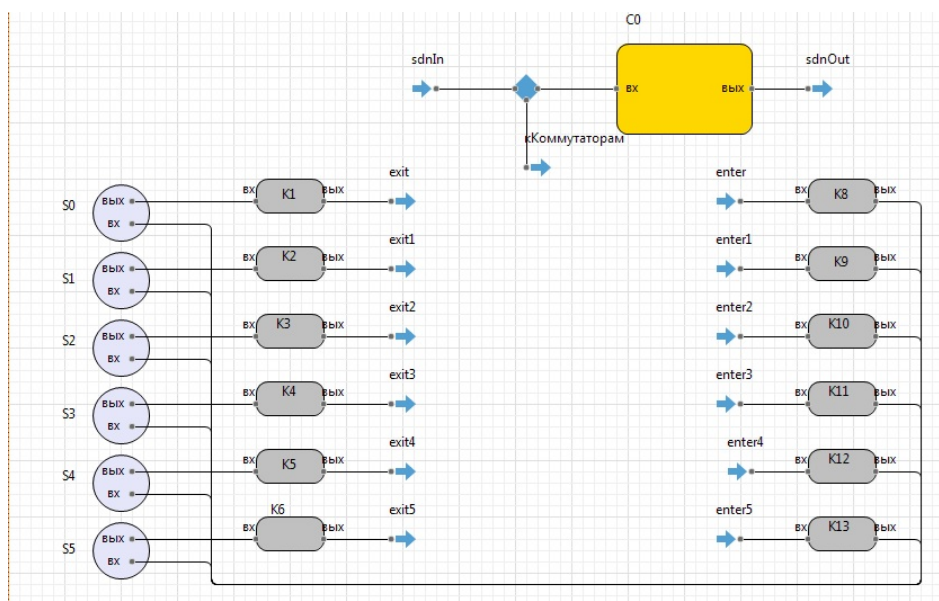 C0
sdnIn
sdnOut
вх
вых
кКоммутаторам
exit
enter
S0
вых
вх
вх
K1
вых
вх
K8
вых
exit1
enter1
S1
вых
вх
вх
K2
вых
вх
K9
вых
exit2
enter2
S2
вых
вх
вх
K3
вых
вх
K10
вых
exit3
enter3
S3
вых
вх
вх
K4
вых
вх
K11
вых
exit4
enter4
S4
вых
вх
вх
K5
вых
вх
K12
вых
K6
exit5
enter5
S5
вых
вх
вх
вых
вх
K13
вых